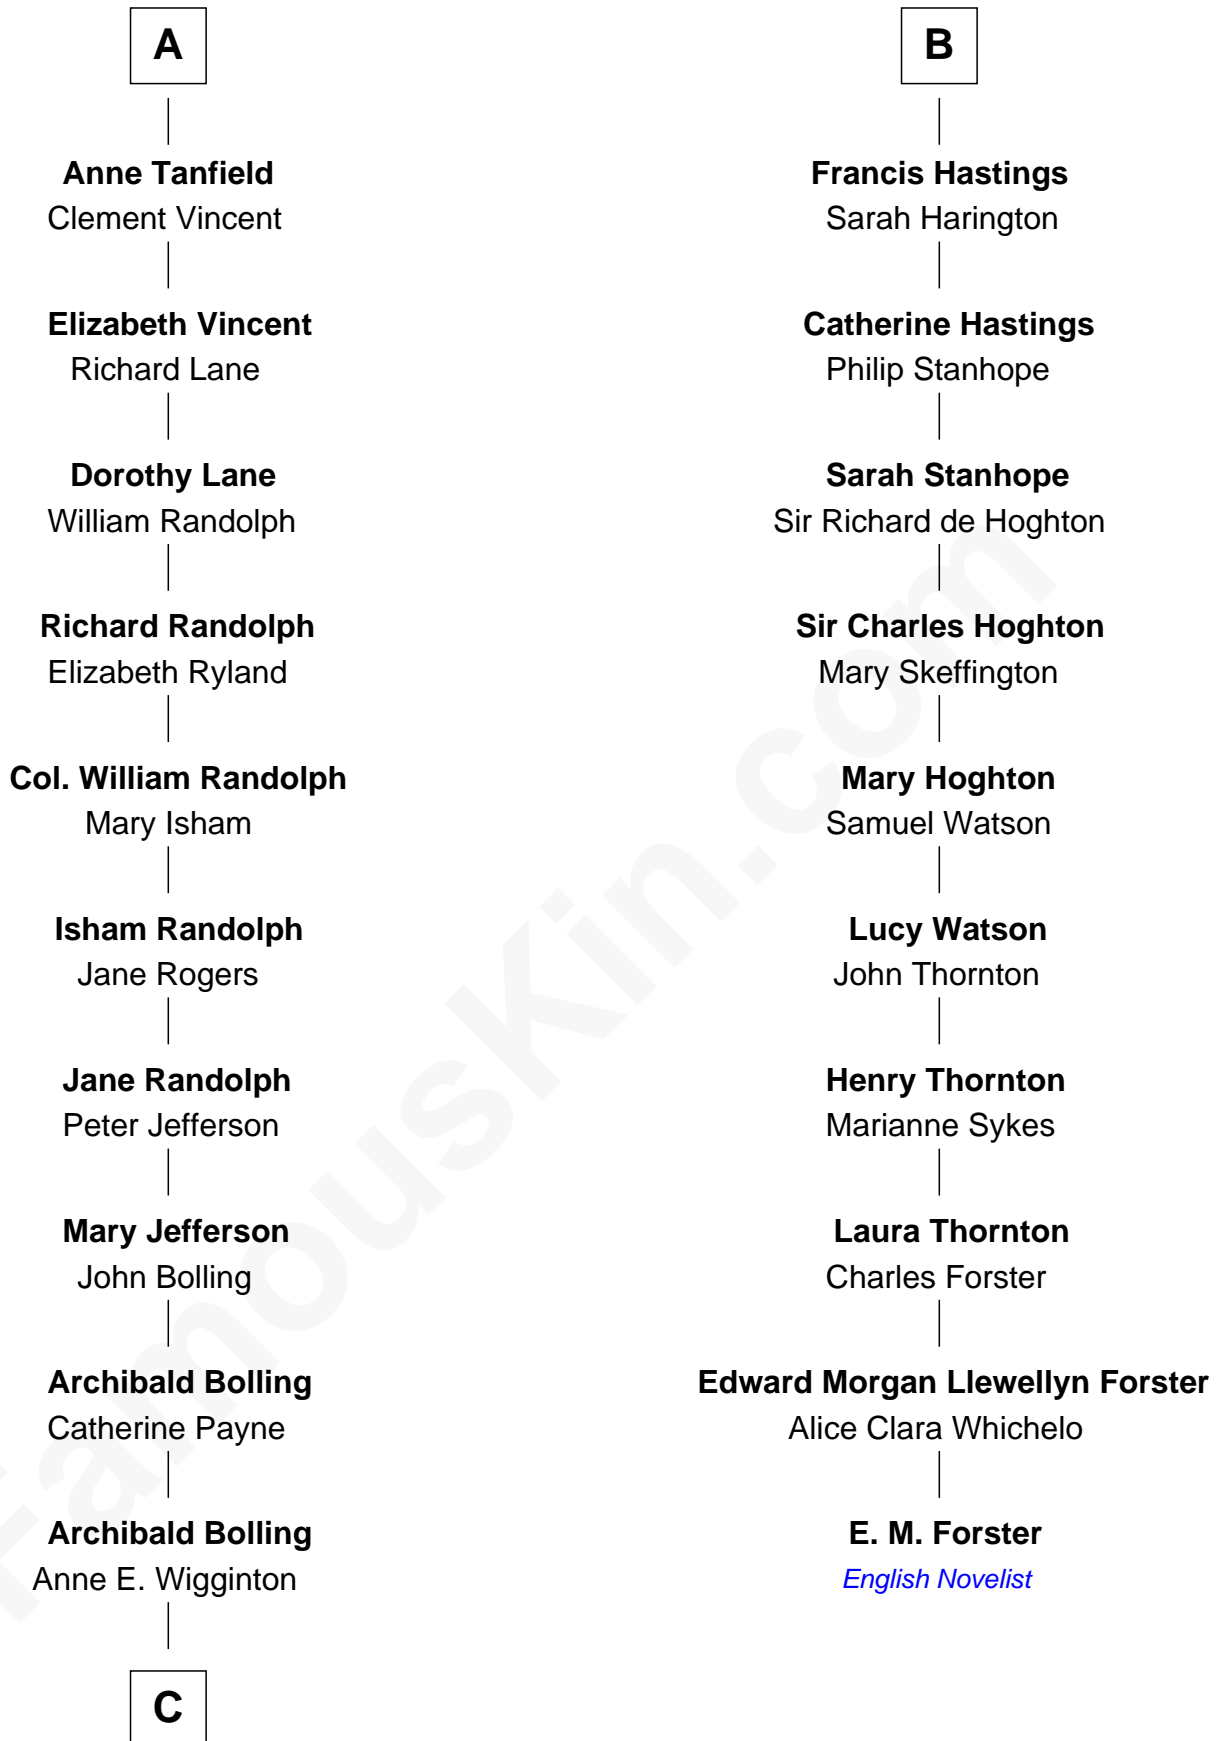 A
Anne Tanfield
Clement Vincent
Elizabeth Vincent
Richard Lane
Dorothy Lane
William Randolph
Richard Randolph
Elizabeth Ryland
Col. William Randolph
Mary Isham
Isham Randolph
Jane Rogers
Jane Randolph
Peter Jefferson
Mary Jefferson
John Bolling
Archibald Bolling
Catherine Payne
Archibald Bolling
Anne E. Wigginton
C
B
Francis Hastings
Sarah Harington
Catherine Hastings
Philip Stanhope
Sarah Stanhope
Sir Richard de Hoghton
Sir Charles Hoghton
Mary Skeffington
Mary Hoghton
Samuel Watson
Lucy Watson
John Thornton
Henry Thornton
Marianne Sykes
Laura Thornton
Charles Forster
Edward Morgan Llewellyn Forster
Alice Clara Whichelo
E. M. Forster
English Novelist
FamousKin.com